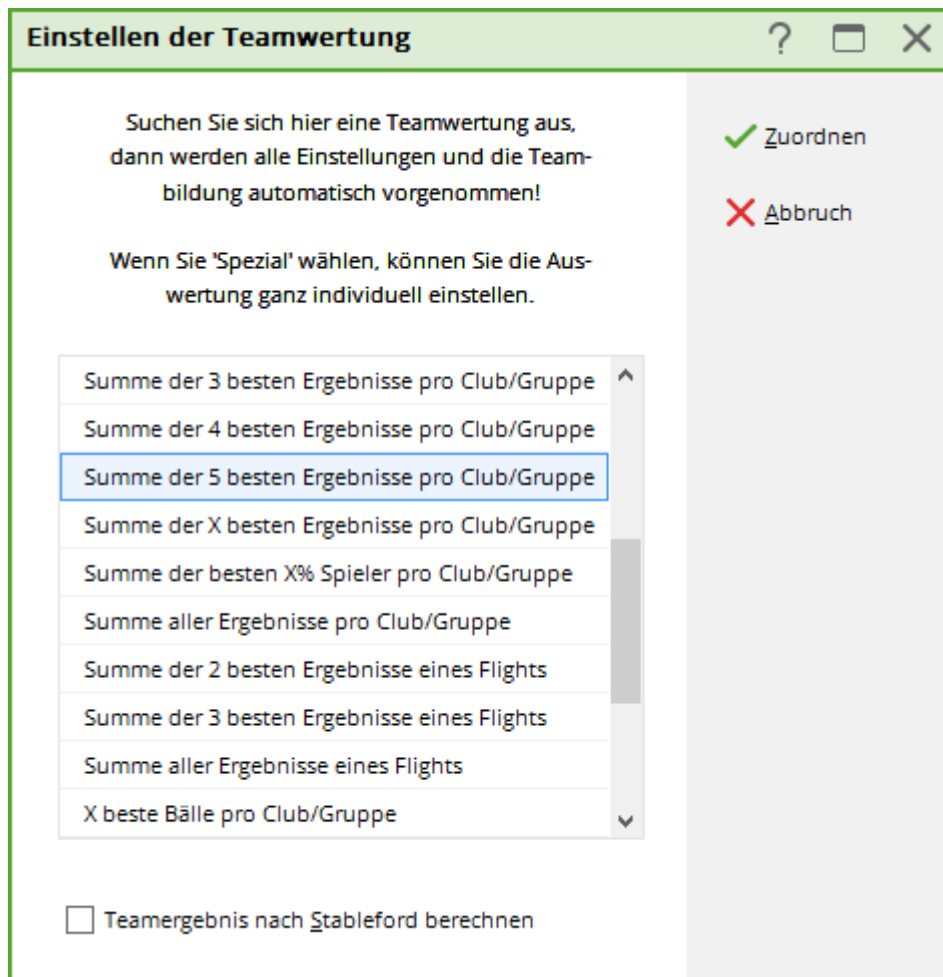 Einstellen der Teamwertung
?
Suchen Sie sich hier eine Teamwertung aus,
dann werden alle Einstellungen und die Team-
bildung automatisch vorgenommen!
Wenn Sie 'Spezial' wählen, können Sie die Aus-
wertung ganz individuell einstellen.
Zuordnen
Abbruch
Summe der 3 besten Ergebnisse pro Club/Gruppe
Summe der 4 besten Ergebnisse pro Club/Gruppe
Summe der 5 besten Ergebnisse pro Club/Gruppe
Summe der X besten Ergebnisse pro Club/Gruppe
Summe der besten X% Spieler pro Club/Gruppe
Summe aller Ergebnisse pro Club/Gruppe
Summe der 2 besten Ergebnisse eines Flights
Summe der 3 besten Ergebnisse eines Flights
Summe aller Ergebnisse eines Flights
X beste Bälle pro Club/Gruppe
Teamergebnis nach Stableford berechnen